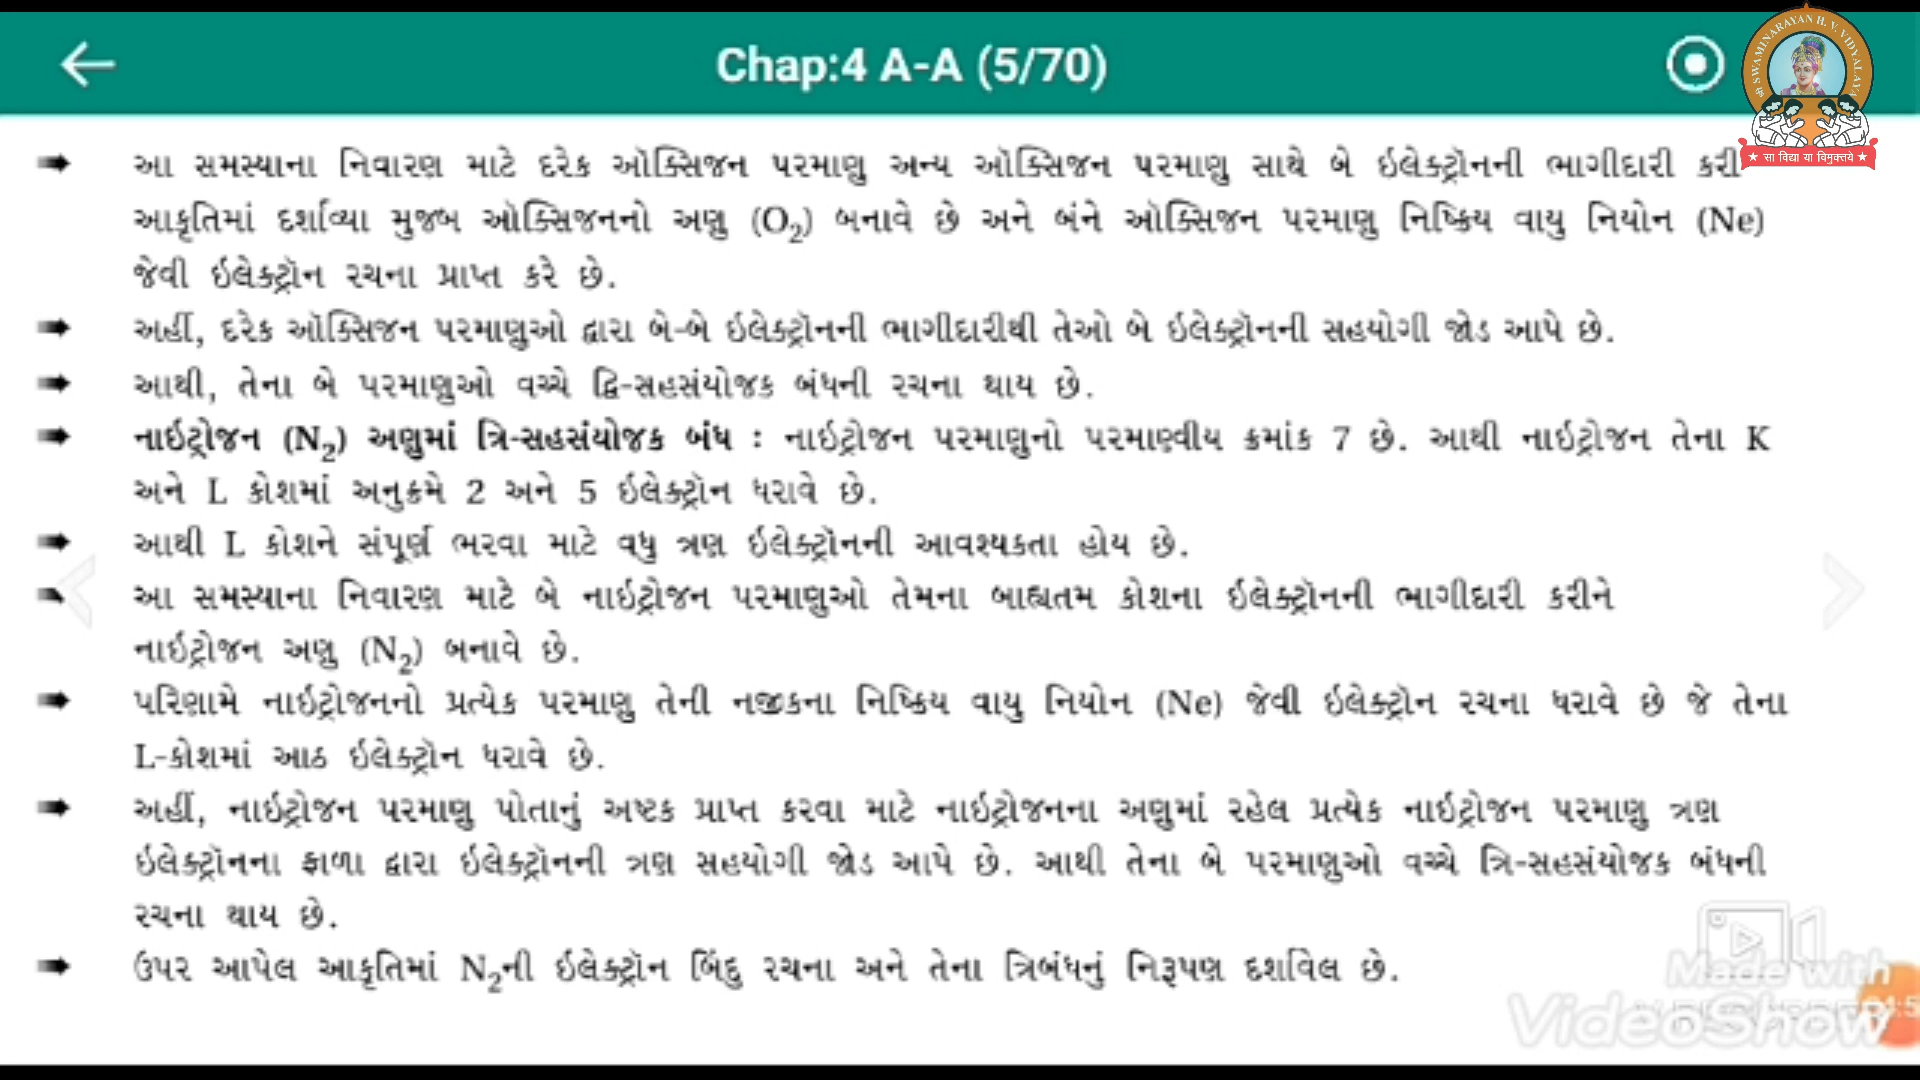 Chap:4 A-A (5/70)
શ્રી SWAMINARAYAN H. V. VIDYALAYA
★ सा विद्या या विमुक्तये ★
➡ આ સમસ્યાના નિવારણ માટે દરેક ઑક્સિજન પરમાણુ અન્ય ઑક્સિજન પરમાણુ સાથે બે ઇલેક્ટ્રૉનની ભાગીદારી કરી
આકૃતિમાં દર્શાવ્યા મુજબ ઑક્સિજનનો અણુ (O₂) બનાવે છે અને બંને ઑક્સિજન પરમાણુ નિષ્ક્રિય વાયુ નિયોન (Ne)
જેવી ઇલેક્ટ્રૉન રચના પ્રાપ્ત કરે છે.
➡ અહીં, દરેક ઑક્સિજન પરમાણુઓ દ્વારા બે-બે ઇલેક્ટ્રૉનની ભાગીદારીથી તેઓ બે ઇલેક્ટ્રૉનની સહયોગી જોડ આપે છે.
➡ આથી, તેના બે પરમાણુઓ વચ્ચે દ્વિ-સહસંયોજક બંધની રચના થાય છે.
➡ નાઇટ્રોજન (N₂) અણુમાં ત્રિ-સહસંયોજક બંધ : નાઇટ્રોજન પરમાણુનો પરમાણ્વીય ક્રમાંક 7 છે. આથી નાઇટ્રોજન તેના K
અને L કોશમાં અનુક્રમે 2 અને 5 ઇલેક્ટ્રૉન ધરાવે છે.
➡ આથી L કોશને સંપૂર્ણ ભરવા માટે વધુ ત્રણ ઇલેક્ટ્રૉનની આવશ્યકતા હોય છે.
➡ આ સમસ્યાના નિવારણ માટે બે નાઇટ્રોજન પરમાણુઓ તેમના બાહ્યતમ કોશના ઇલેક્ટ્રૉનની ભાગીદારી કરીને
નાઇટ્રોજન અણુ (N₂) બનાવે છે.
➡ પરિણામે નાઇટ્રોજનનો પ્રત્યેક પરમાણુ તેની નજીકના નિષ્ક્રિય વાયુ નિયોન (Ne) જેવી ઇલેક્ટ્રૉન રચના ધરાવે છે જે તેના
L-કોશમાં આઠ ઇલેક્ટ્રૉન ધરાવે છે.
➡ અહીં, નાઇટ્રોજન પરમાણુ પોતાનું અષ્ટક પ્રાપ્ત કરવા માટે નાઇટ્રોજનના અણુમાં રહેલ પ્રત્યેક નાઇટ્રોજન પરમાણુ ત્રણ
ઇલેક્ટ્રૉનના ફાળા દ્વારા ઇલેક્ટ્રૉનની ત્રણ સહયોગી જોડ આપે છે. આથી તેના બે પરમાણુઓ વચ્ચે ત્રિ-સહસંયોજક બંધની
રચના થાય છે.
➡ ઉપર આપેલ આકૃતિમાં N₂ની ઇલેક્ટ્રૉન બિંદુ રચના અને તેના ત્રિબંધનું નિરૂપણ દર્શાવેલ છે.
Made with
VideoShow